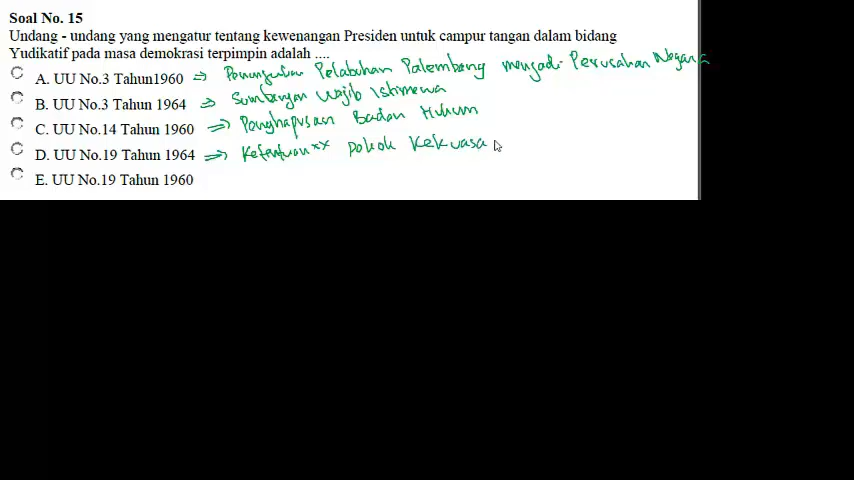 Soal No. 15
Undang - undang yang mengatur tentang kewenangan Presiden untuk campur tangan dalam bidang
Yudikatif pada masa demokrasi terpimpin adalah ....
A. UU No.3 Tahun1960 => Penunjukan Pelabuhan Palembang menjadi Perusahan Negara
B. UU No.3 Tahun 1964 => Sumbangan Wajib Istimewa
C. UU No.14 Tahun 1960 => Penghapusan Badan Hukum
D. UU No.19 Tahun 1964 => Ketentuan xx pokok Kekuasa
E. UU No.19 Tahun 1960